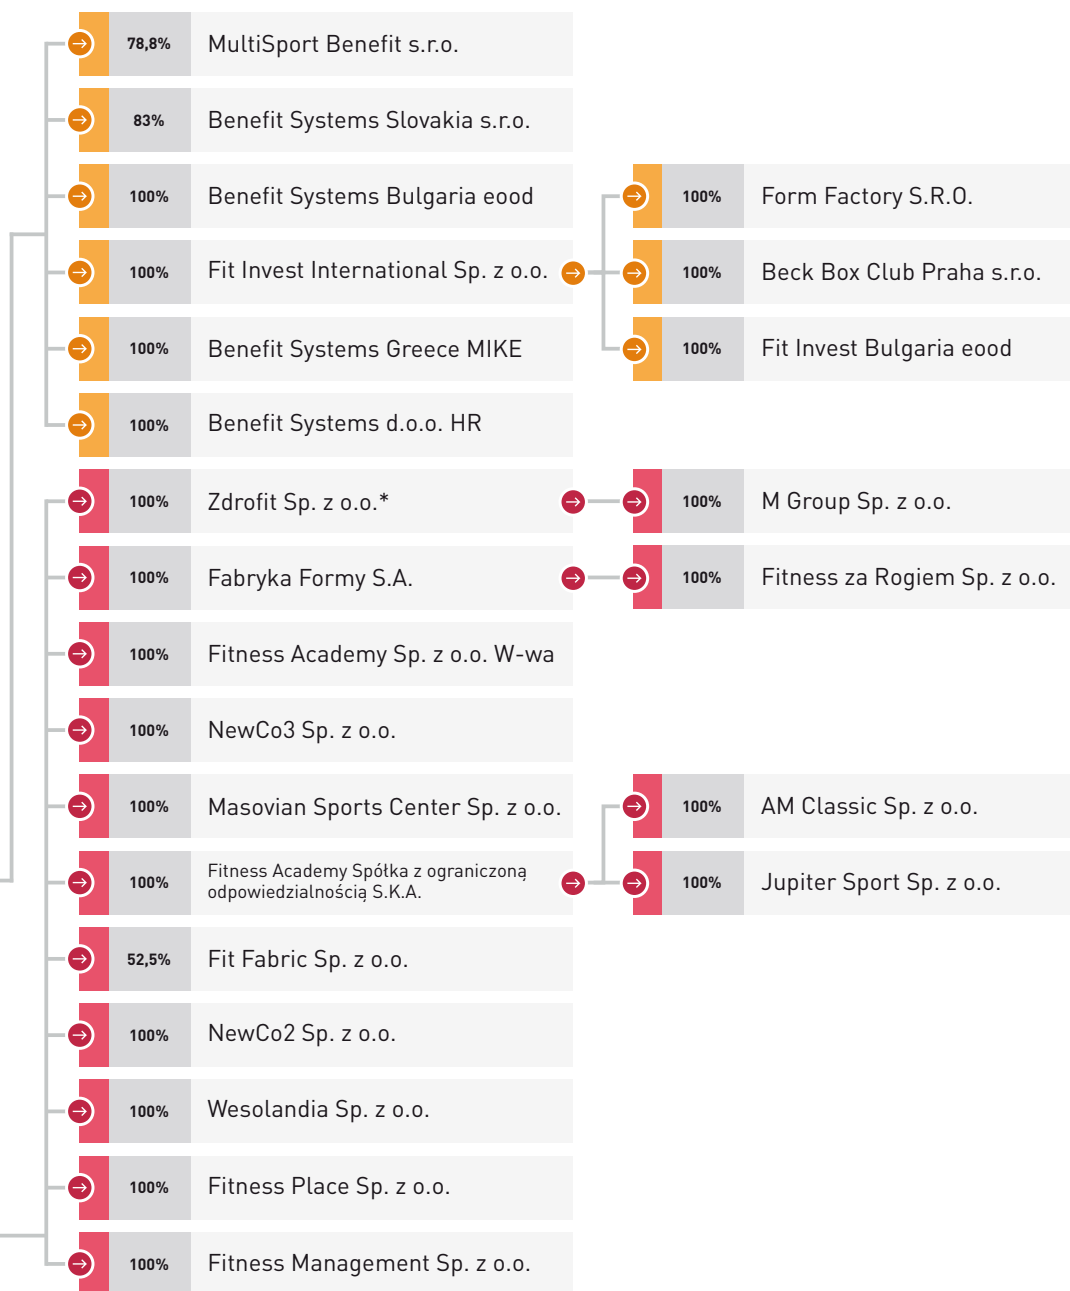 78,8% MultiSport Benefit s.r.o.
83% Benefit Systems Slovakia s.r.o.
100% Benefit Systems Bulgaria eood
100% Form Factory S.R.O.
100% Fit Invest International Sp. z o.o.
100% Beck Box Club Praha s.r.o.
100% Benefit Systems Greece MIKE
100% Fit Invest Bulgaria eood
100% Benefit Systems d.o.o. HR
100% Zdrofit Sp. z o.o.*
100% M Group Sp. z o.o.
100% Fabryka Formy S.A.
100% Fitness za Rogiem Sp. z o.o.
100% Fitness Academy Sp. z o.o. W-wa
100% NewCo3 Sp. z o.o.
100% Masovian Sports Center Sp. z o.o.
100% AM Classic Sp. z o.o.
100% Fitness Academy Spółka z ograniczoną
odpowiedzialnością S.K.A.
100% Jupiter Sport Sp. z o.o.
52,5% Fit Fabric Sp. z o.o.
100% NewCo2 Sp. z o.o.
100% Wesolandia Sp. z o.o.
100% Fitness Place Sp. z o.o.
100% Fitness Management Sp. z o.o.